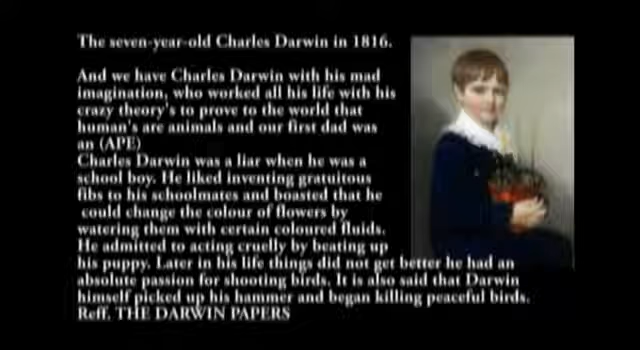 The seven-year-old Charles Darwin in 1816.
And we have Charles Darwin with his mad
imagination, who worked all his life with his
crazy theory's to prove to the world that
human's are animals and our first dad was
an (APE)
Charles Darwin was a liar when he was a
school boy. He liked inventing gratuitous
fibs to his schoolmates and boasted that he
could change the colour of flowers by
watering them with certain coloured fluids.
He admitted to acting cruelly by beating up
his puppy. Later in his life things did not get better he had an
absolute passion for shooting birds. It is also said that Darwin
himself picked up his hammer and began killing peaceful birds.
Reff. THE DARWIN PAPERS